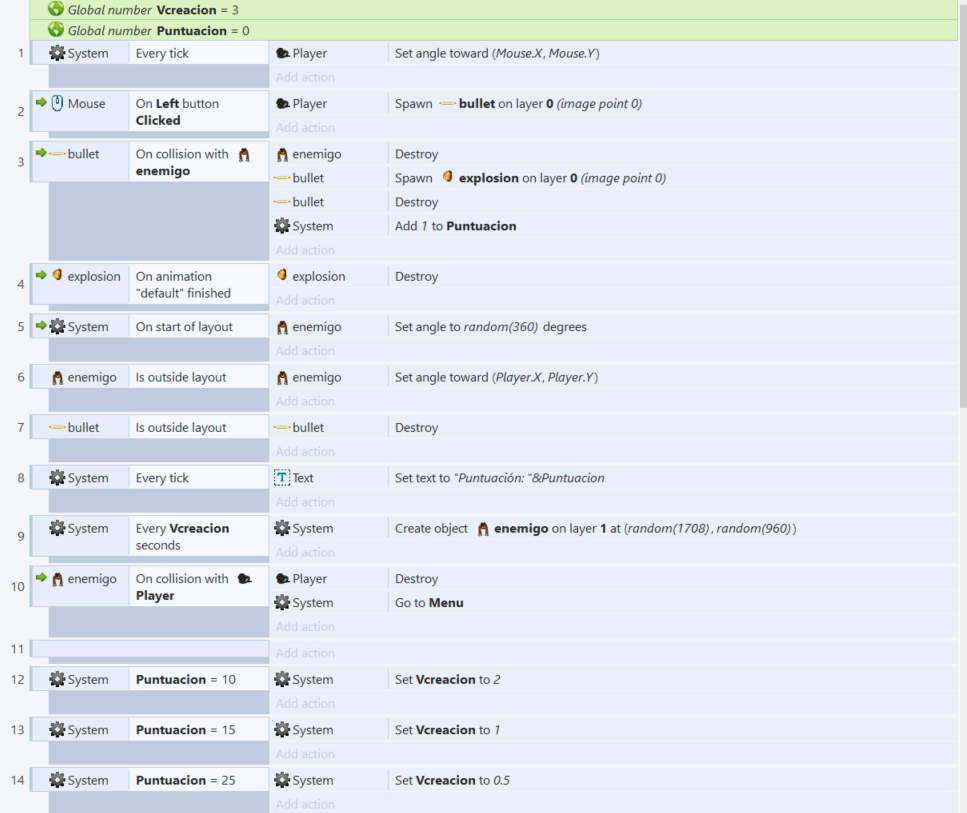 Global number Vcreacion = 3
Global number Puntuacion = 0
1 System Every tick Player Set angle toward (Mouse.X, Mouse.Y)
Add action
2 Mouse On Left button Clicked Player Spawn bullet on layer 0 (image point 0)
Add action
3 bullet On collision with enemigo enemigo Destroy
bullet Spawn explosion on layer 0 (image point 0)
bullet Destroy
System Add 1 to Puntuacion
Add action
4 explosion On animation "default" finished explosion Destroy
Add action
5 System On start of layout enemigo Set angle to random(360) degrees
Add action
6 enemigo Is outside layout enemigo Set angle toward (Player.X, Player.Y)
Add action
7 bullet Is outside layout bullet Destroy
Add action
8 System Every tick Text Set text to "Puntuación: "&Puntuacion
Add action
9 System Every Vcreacion seconds System Create object enemigo on layer 1 at (random(1708), random(960))
Add action
10 enemigo On collision with Player Player Destroy
System Go to Menu
Add action
11 Add action
12 System Puntuacion = 10 System Set Vcreacion to 2
Add action
13 System Puntuacion = 15 System Set Vcreacion to 1
Add action
14 System Puntuacion = 25 System Set Vcreacion to 0.5
Add action